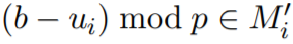 (b − u_i) mod p ∈ M′_i